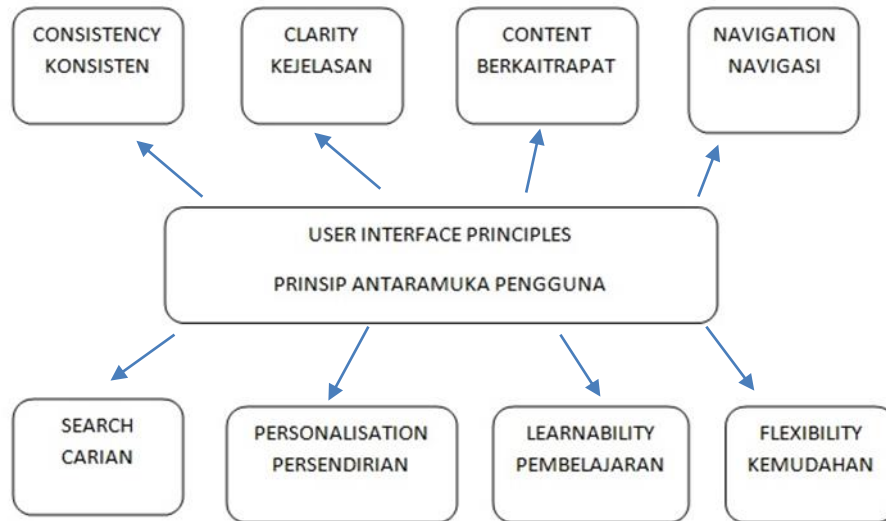 CONSISTENCY
KONSISTEN
CLARITY
KEJELASAN
CONTENT
BERKAITRAPAT
NAVIGATION
NAVIGASI
USER INTERFACE PRINCIPLES
PRINSIP ANTARAMUKA PENGGUNA
SEARCH
CARIAN
PERSONALISATION
PERSENDIRIAN
LEARNABILITY
PEMBELAJARAN
FLEXIBILITY
KEMUDAHAN